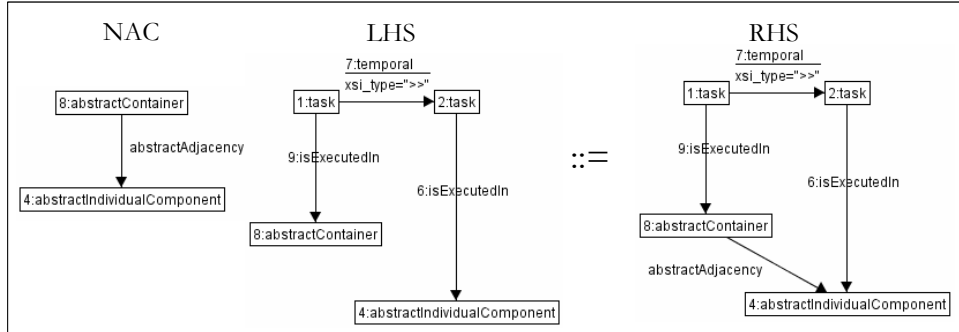 NAC
8:abstractContainer
abstractAdjacency
4:abstractIndividualComponent
LHS
7:temporal
xsi_type=">>"
1:task
2:task
9:isExecutedIn
6:isExecutedIn
8:abstractContainer
4:abstractIndividualComponent
::=
RHS
7:temporal
xsi_type=">>"
1:task
2:task
9:isExecutedIn
6:isExecutedIn
8:abstractContainer
abstractAdjacency
4:abstractIndividualComponent